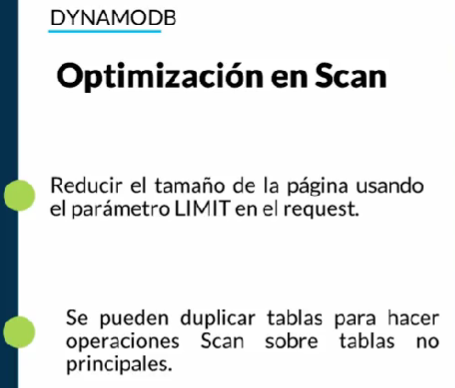 DYNAMODB
Optimización en Scan
Reducir el tamaño de la página usando
el parámetro LIMIT en el request.
Se pueden duplicar tablas para hacer
operaciones Scan sobre tablas no
principales.